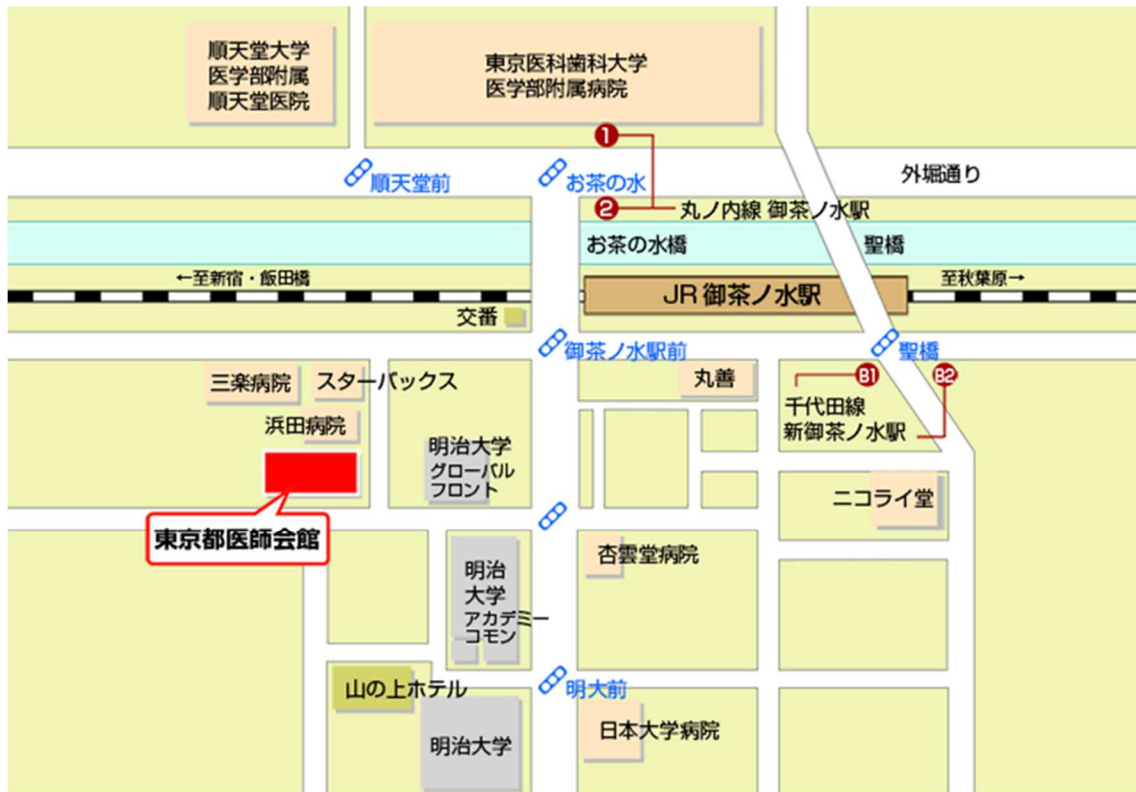 順天堂大学
医学部附属
順天堂医院
東京医科歯科大学
医学部附属病院
1
順天堂前
お茶の水
外堀通り
2
丸ノ内線 御茶ノ水駅
お茶の水橋
聖橋
←至新宿・飯田橋
JR 御茶ノ水駅
至秋葉原→
交番
御茶ノ水駅前
聖橋
三楽病院
スターバックス
丸善
B1
B2
千代田線
新御茶ノ水駅
浜田病院
明治大学
グローバル
フロント
ニコライ堂
東京都医師会館
杏雲堂病院
明治
大学
アカデミー
コモン
山の上ホテル
明大前
明治大学
日本大学病院